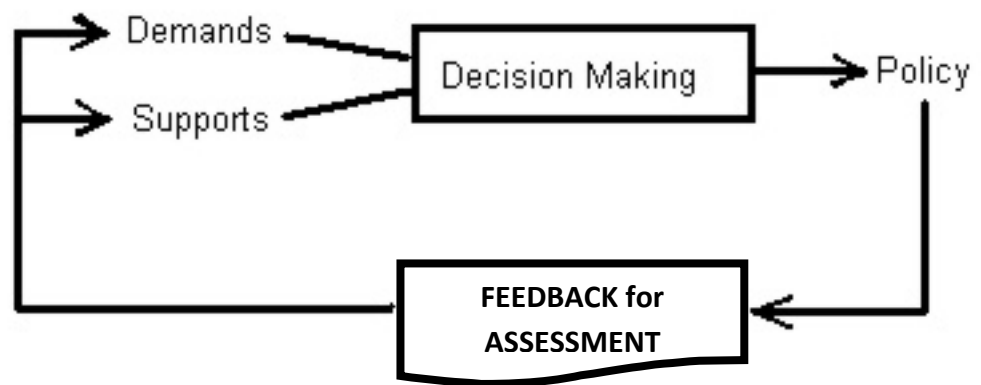 Demands
Decision Making
Policy
Supports
FEEDBACK for
ASSESSMENT